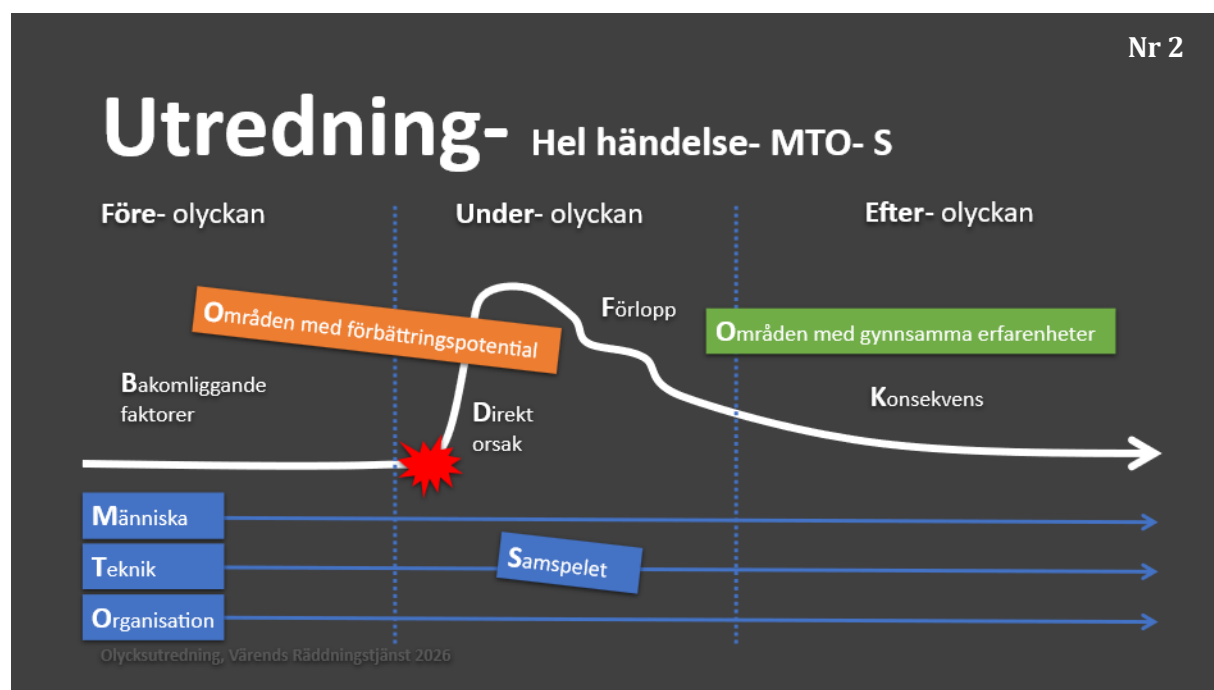 Nr 2
Utredning- Hel händelse- MTO- S
Före- olyckan
Under- olyckan
Efter- olyckan
Områden med förbättringspotential
Förlopp
Områden med gynnsamma erfarenheter
Bakomliggande
faktorer
Direkt
orsak
Konsekvens
Människa
Teknik
Samspelet
Organisation
Olycksutredning, Värends Räddningstjänst 2026